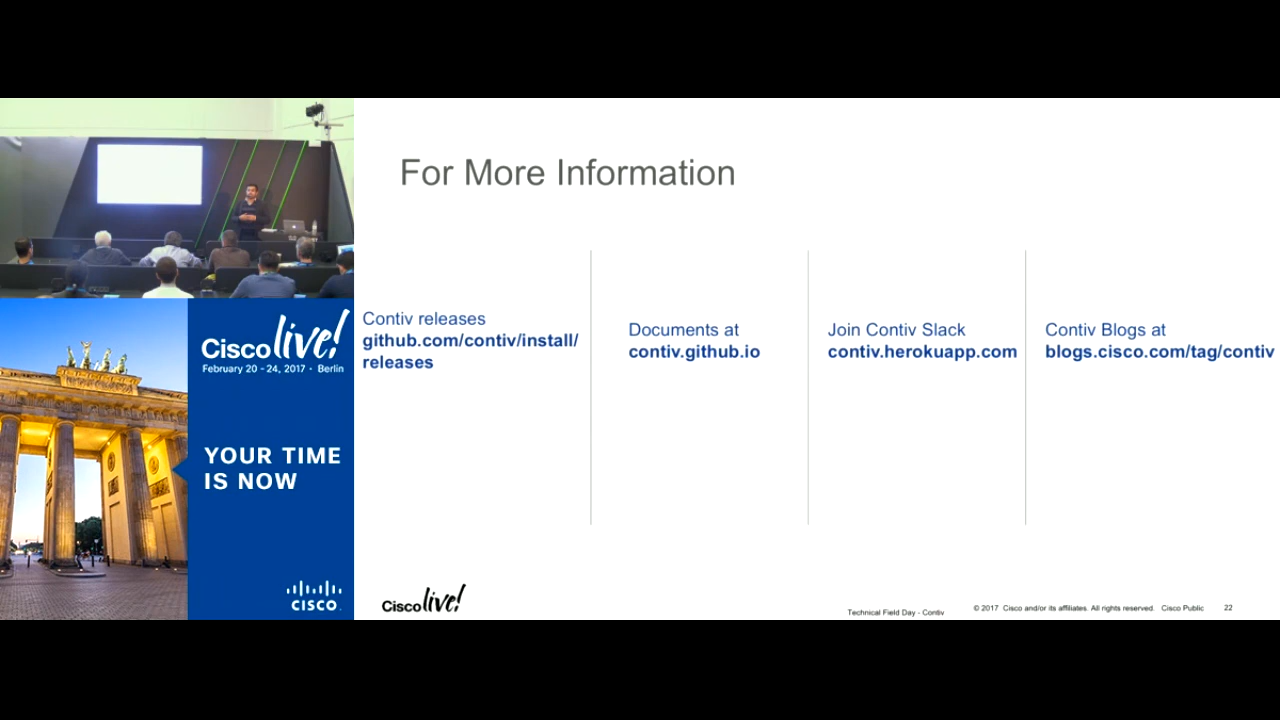 For More Information
Contiv releases
github.com/contiv/install/
releases
Documents at
contiv.github.io
Join Contiv Slack
contiv.herokuapp.com
Contiv Blogs at
blogs.cisco.com/tag/contiv
Cisco live!
February 20 - 24, 2017 • Berlin
YOUR TIME
IS NOW
CISCO
Cisco live!
Technical Field Day - Contiv
© 2017 Cisco and/or its affiliates. All rights reserved. Cisco Public
22